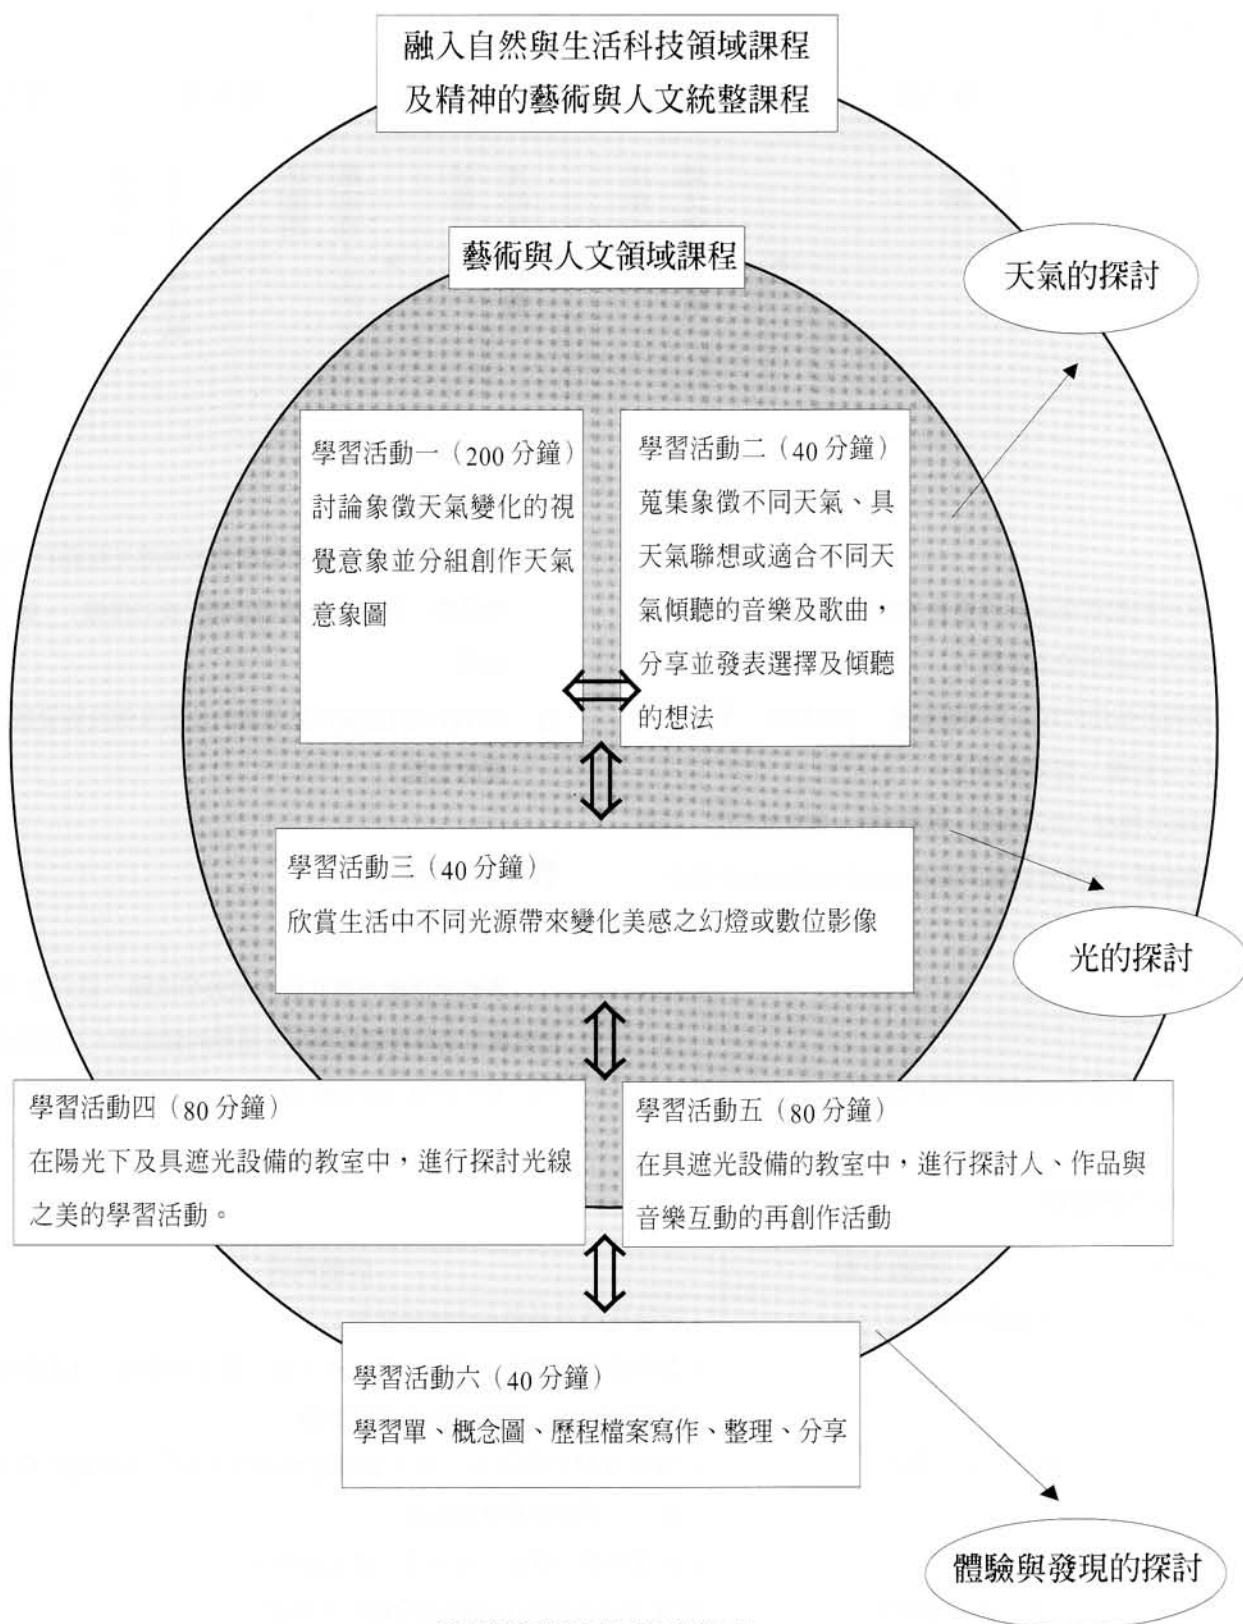 融入自然與生活科技領域課程
及精神的藝術與人文統整課程
藝術與人文領域課程
天氣的探討
學習活動一（200 分鐘）
討論象徵天氣變化的視
覺意象並分組創作天氣
意象圖
學習活動二（40 分鐘）
蒐集象徵不同天氣、具
天氣聯想或適合不同天
氣傾聽的音樂及歌曲，
分享並發表選擇及傾聽
的想法
學習活動三（40 分鐘）
欣賞生活中不同光源帶來變化美感之幻燈或數位影像
光的探討
學習活動四（80 分鐘）
在陽光下及具遮光設備的教室中，進行探討光線
之美的學習活動。
學習活動五（80 分鐘）
在具遮光設備的教室中，進行探討人、作品與
音樂互動的再創作活動
學習活動六（40 分鐘）
學習單、概念圖、歷程檔案寫作、整理、分享
體驗與發現的探討